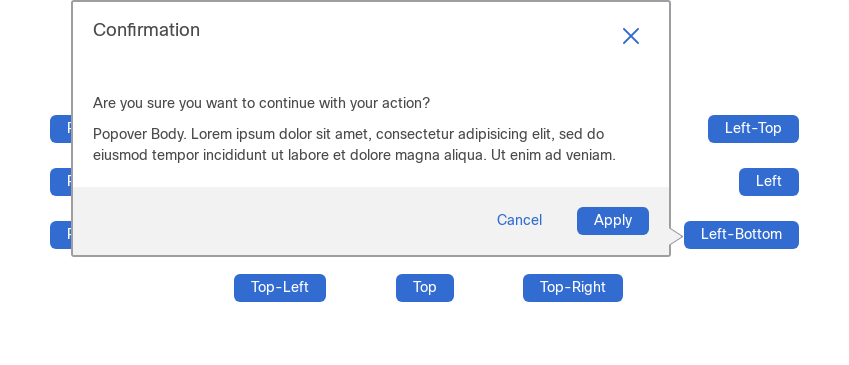 Confirmation
Are you sure you want to continue with your action?
Popover Body. Lorem ipsum dolor sit amet, consectetur adipisicing elit, sed do
eiusmod tempor incididunt ut labore et dolore magna aliqua. Ut enim ad veniam.
Cancel
Apply
Left-Top
Left
Left-Bottom
Top-Left
Top
Top-Right